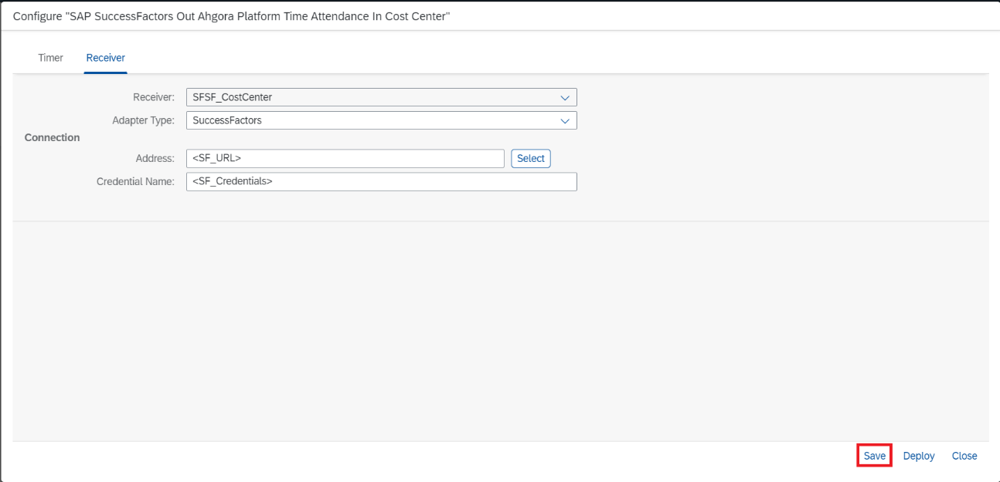 Configure "SAP SuccessFactors Out Ahgora Platform Time Attendance In Cost Center"
Timer Receiver
Receiver: SFSF_CostCenter
Adapter Type: SuccessFactors
Connection
Address: <SF_URL> Select
Credential Name: <SF_Credentials>
Save Deploy Close